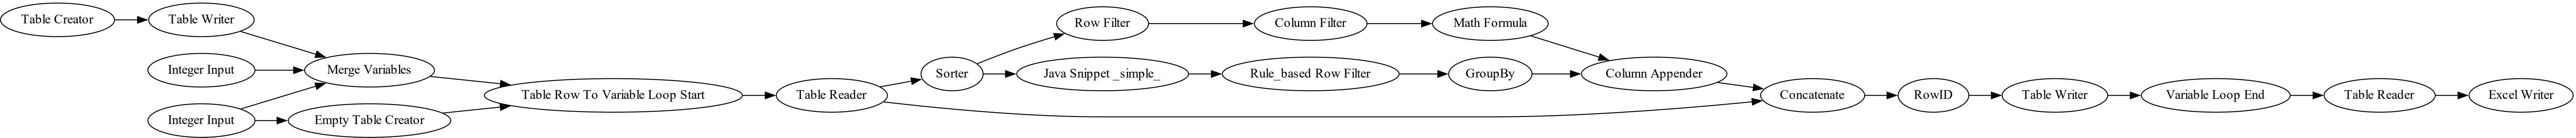 Table Creator
Table Writer
Integer Input
Integer Input
Merge Variables
Empty Table Creator
Table Row To Variable Loop Start
Table Reader
Sorter
Row Filter
Column Filter
Math Formula
Java Snippet _simple_
Rule_based Row Filter
GroupBy
Column Appender
Concatenate
RowID
Table Writer
Variable Loop End
Table Reader
Excel Writer